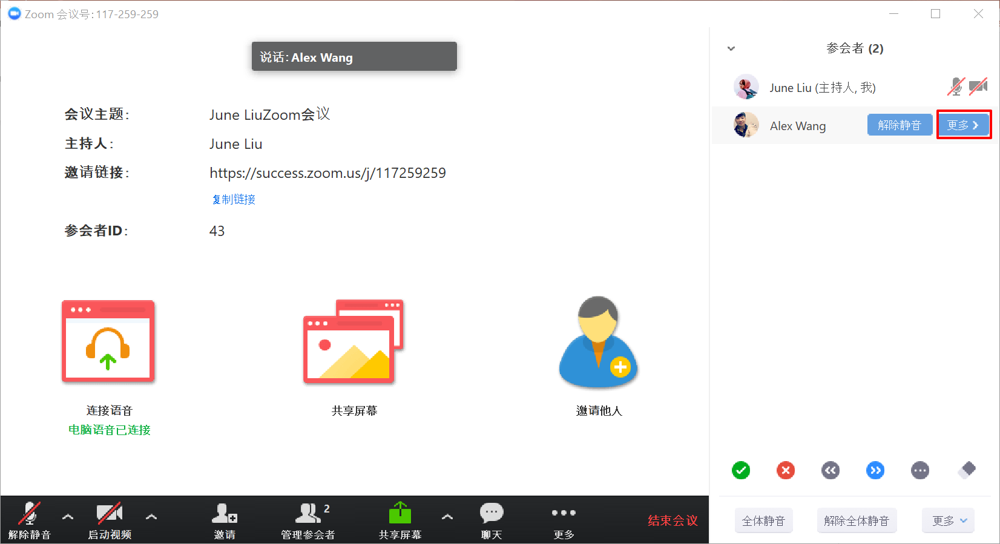 Zoom 会议号:117-259-259
说话: Alex Wang
会议主题:
June LiuZoom会议
主持人:
June Liu
邀请链接:
https://success.zoom.us/j/117259259
复制链接
参会者ID:
43
连接语音
电脑语音已连接
共享屏幕
邀请他人
解除静音
启动视频
邀请
2
管理参会者
共享屏幕
聊天
更多
结束会议
参会者 (2)
June Liu (主持人, 我)
Alex Wang
解除静音
更多
全体静音
解除全体静音
更多